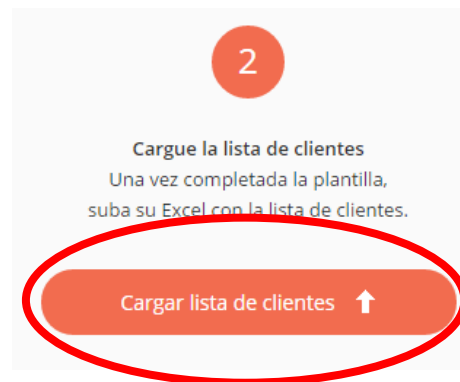 2
Cargue la lista de clientes
Una vez completada la plantilla,
suba su Excel con la lista de clientes.
Cargar lista de clientes